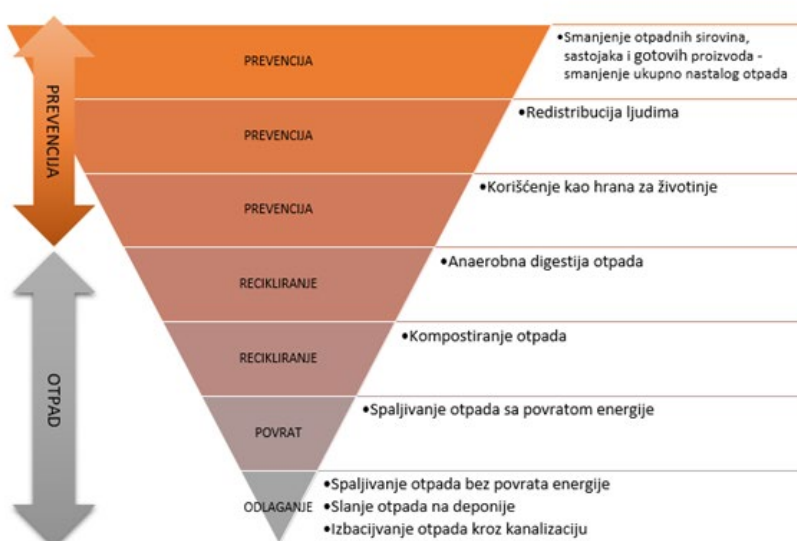 PREVENCIJA
•Smanjenje otpadnih sirovina,
sastojaka i gotovih proizvoda -
smanjenje ukupno nastalog otpada
PREVENCIJA
PREVENCIJA
•Redistribucija ljudima
PREVENCIJA
•Korišćenje kao hrana za životinje
OTPAD
RECIKLIRANJE
•Anaerobna digestija otpada
RECIKLIRANJE
•Kompostiranje otpada
POVRAT
•Spaljivanje otpada sa povratom energije
ODLAGANJE
•Spaljivanje otpada bez povrata energije
•Slanje otpada na deponije
•Izbacijvanje otpada kroz kanalizaciju